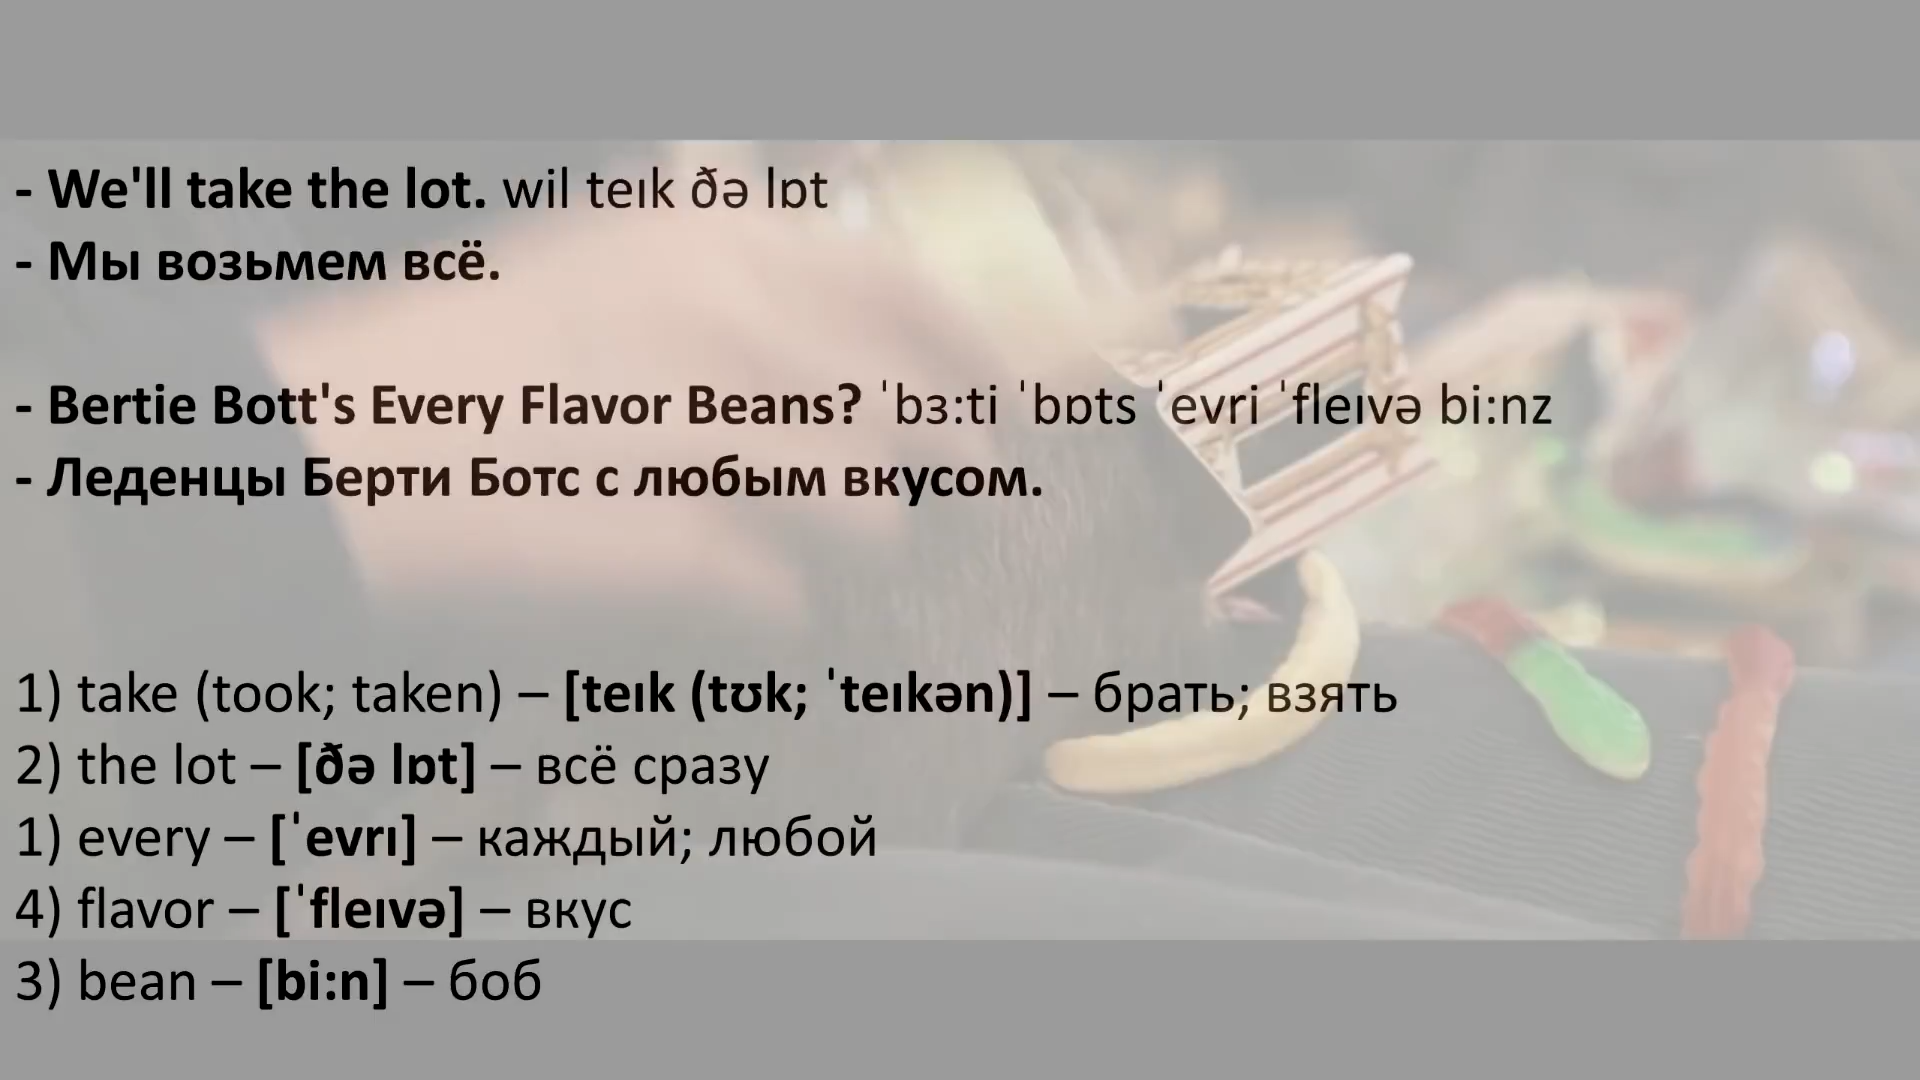 - We'll take the lot. wil teɪk ðə lɒt
- Мы возьмем всё.
- Bertie Bott's Every Flavor Beans? ˈbɜ:ti ˈbɒts ˈevri ˈfleɪvə bi:nz
- Леденцы Берти Ботс с любым вкусом.
1) take (took; taken) – [teɪk (tʊk; ˈteɪkən)] – брать; взять
2) the lot – [ðə lɒt] – всё сразу
1) every – [ˈevrɪ] – каждый; любой
4) flavor – [ˈfleɪvə] – вкус
3) bean – [bi:n] – боб